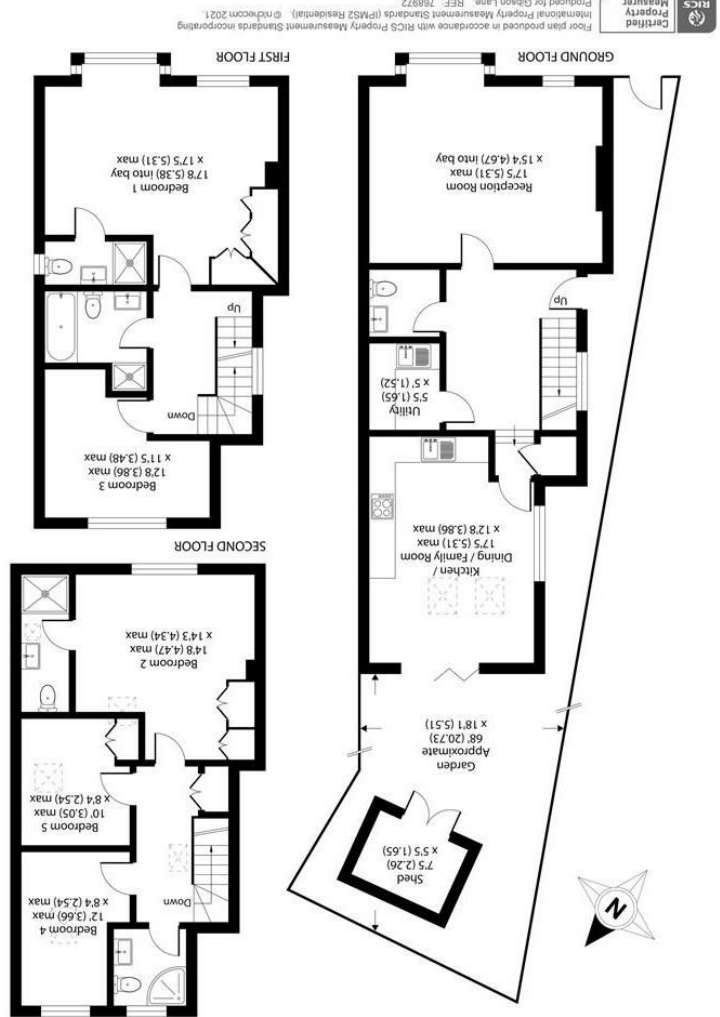 Certified
Property
Measurer
RICS
Floor plan produced in accordance with RICS Property Measurement Standards incorporating
International Property Measurement Standards (IPMS2 Residential). © nichecom 2021.
Produced for Gibson Lane. REF: 768972
GROUND FLOOR
Reception Room
17'5 (5.31) max
x 15'4 (4.67) into bay
Up
Utility
5'5 (1.65)
x 5' (1.52)
Kitchen /
Dining / Family Room
17'5 (5.31) max
x 12'8 (3.86) max
Garden
Approximate
68' (20.73)
x 18'1 (5.51)
Shed
7'5 (2.26)
x 5'5 (1.65)
N
FIRST FLOOR
Bedroom 1
17'8 (5.38) into bay
x 17'5 (5.31) max
Up
Down
Bedroom 3
12'8 (3.86) max
x 11'5 (3.48) max
SECOND FLOOR
Bedroom 2
14'8 (4.47) max
x 14'3 (4.34) max
Bedroom 5
10' (3.05) max
x 8'4 (2.54) max
Down
Bedroom 4
12' (3.66) max
x 8'4 (2.54) max